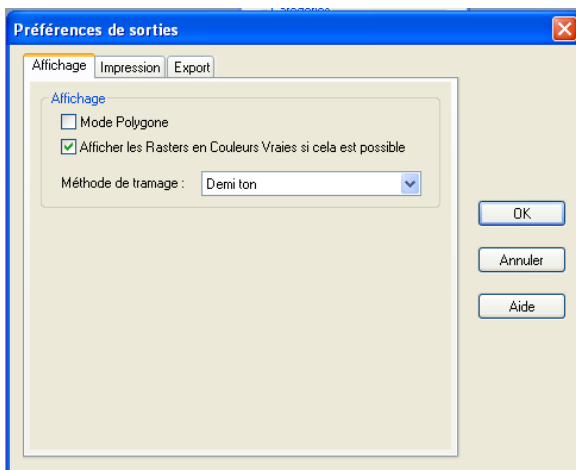 Préférences de sorties
Affichage Impression Export
Affichage
Mode Polygone
Afficher les Rasters en Couleurs Vraies si cela est possible
Méthode de tramage : Demi ton
OK
Annuler
Aide